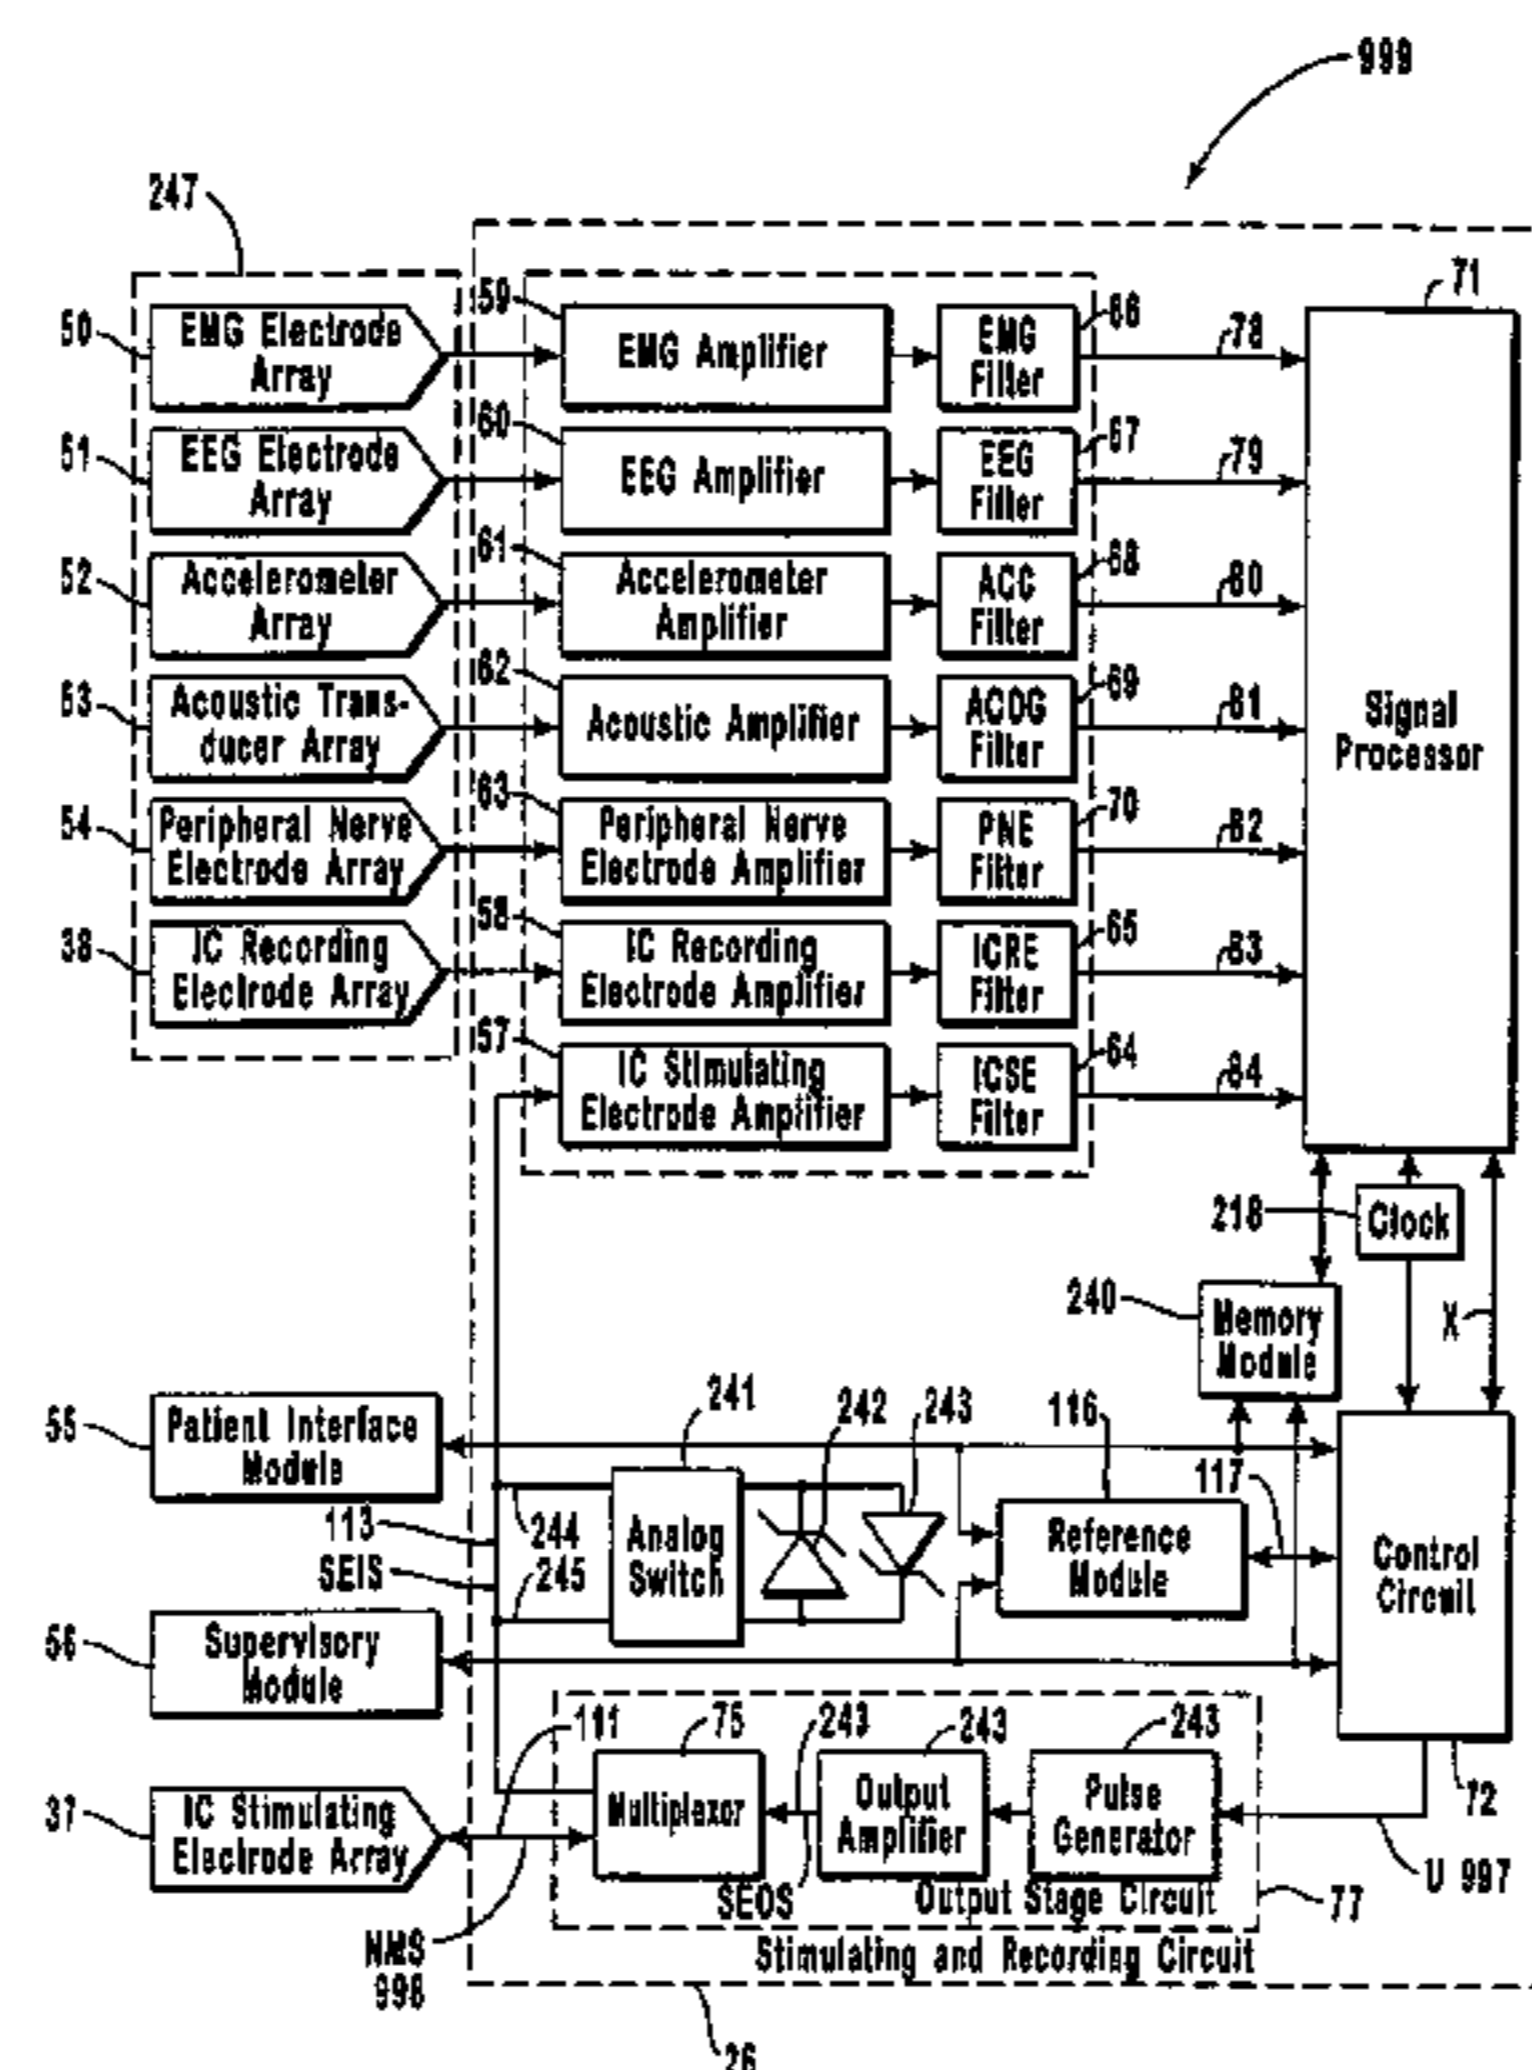 999
247
50
EMG Electrode
Array
59
EMG Amplifier
66
EMG
Filter
78
71
51
EEG Electrode
Array
60
EEG Amplifier
67
EEG
Filter
79
52
Accelerometer
Array
61
Accelerometer
Amplifier
68
ACC
Filter
80
53
Acoustic Trans-
ducer Array
62
Acoustic Amplifier
69
ACOG
Filter
81
Signal
Processor
54
Peripheral Nerve
Electrode Array
63
Peripheral Nerve
Electrode Amplifier
70
PNE
Filter
82
38
IC Recording
Electrode Array
58
IC Recording
Electrode Amplifier
65
ICRE
Filter
83
57
IC Stimulating
Electrode Amplifier
64
ICSE
Filter
84
218
Clock
240
Memory
Module
X
55
Patient Interface
Module
241
242
243
116
117
113
SEIS
244
245
Analog
Switch
Reference
Module
Control
Circuit
56
Supervisory
Module
111
75
243
243
243
72
37
IC Stimulating
Electrode Array
Multiplexor
Output
Amplifier
Pulse
Generator
U 997
SEOS
Output Stage Circuit
77
NMS
998
Stimulating and Recording Circuit
26